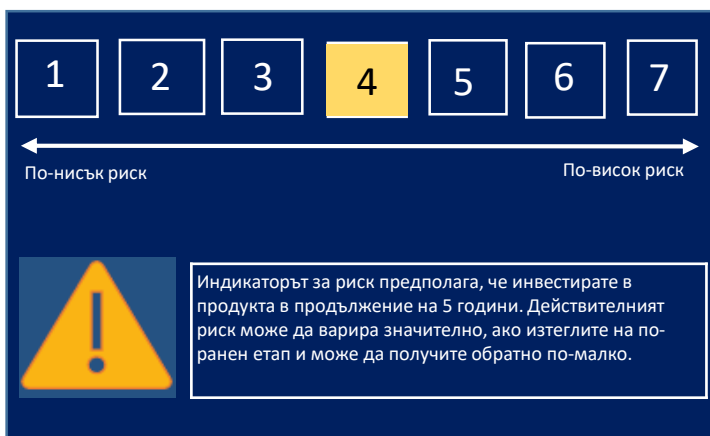 1 2 3 4 5 6 7
По-нисък риск По-висок риск
Индикаторът за риск предполага, че инвестирате в
продукта в продължение на 5 години. Действителният
риск може да варира значително, ако изтеглите на по-
ранен етап и може да получите обратно по-малко.